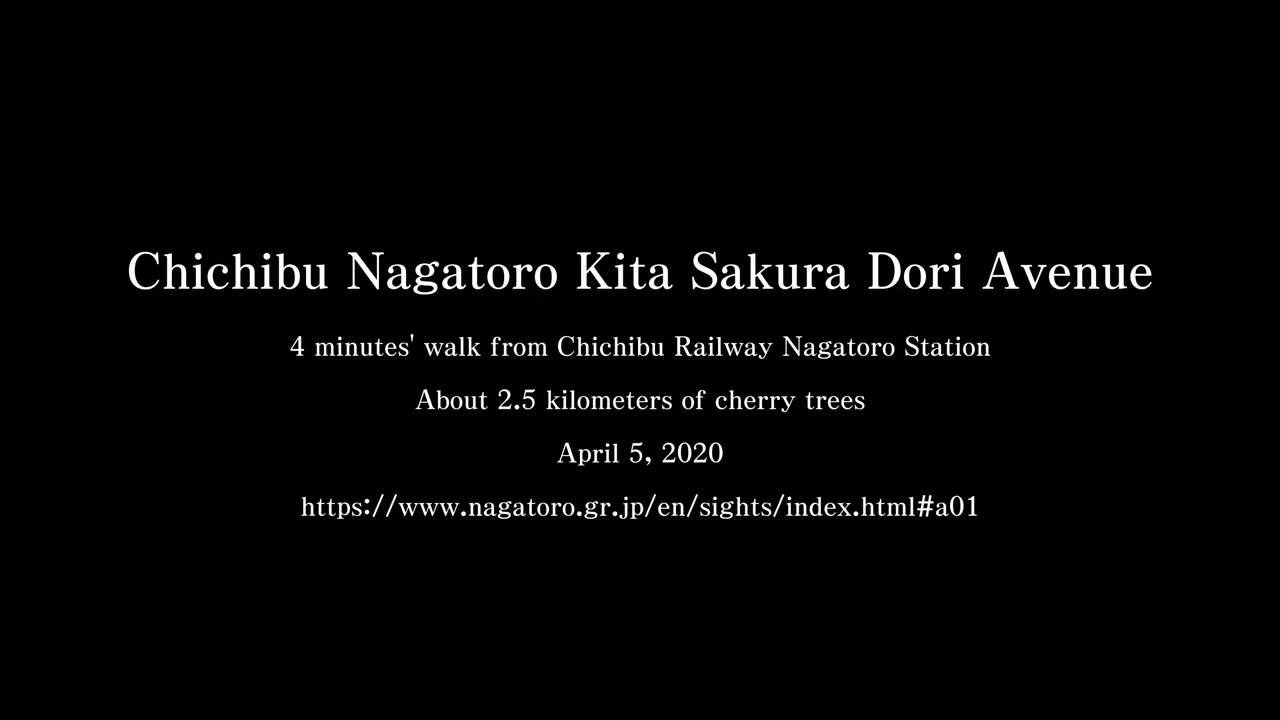 Chichibu Nagatoro Kita Sakura Dori Avenue
4 minutes' walk from Chichibu Railway Nagatoro Station
About 2.5 kilometers of cherry trees
April 5, 2020
https://www.nagatoro.gr.jp/en/sights/index.html#a01